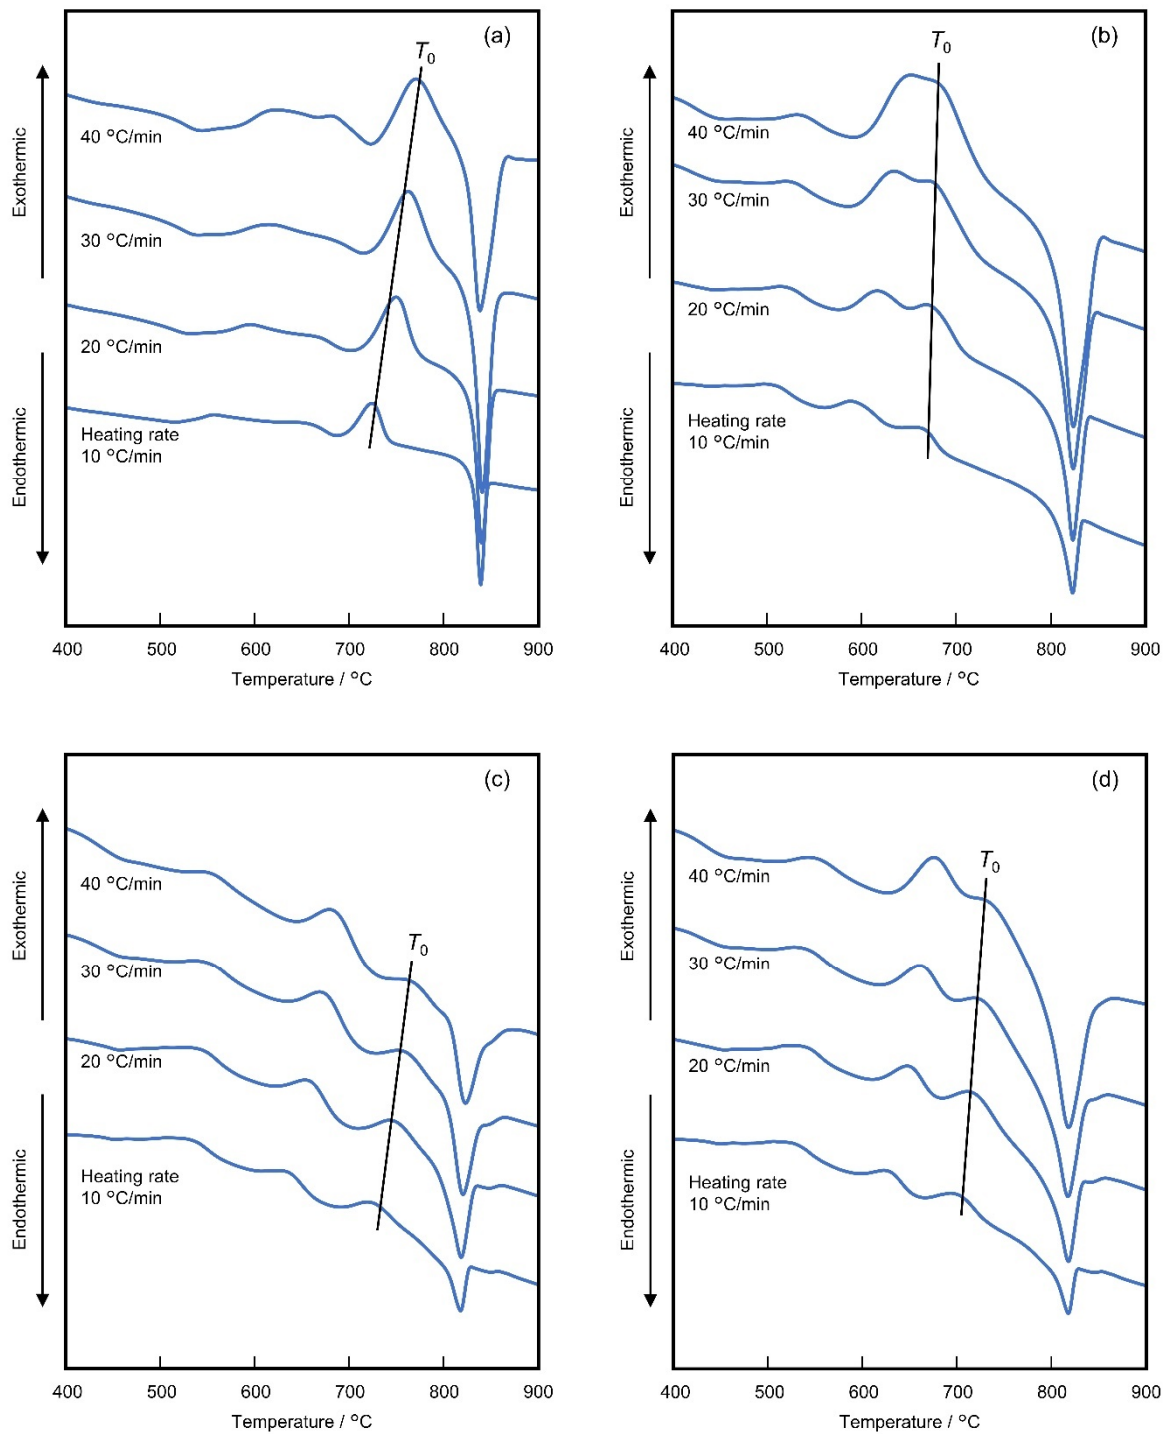 (a)
T0
Exothermic
Endothermic
40 °C/min
30 °C/min
20 °C/min
Heating rate
10 °C/min
400 500 600 700 800 900
Temperature / °C
(b)
T0
Exothermic
Endothermic
40 °C/min
30 °C/min
20 °C/min
Heating rate
10 °C/min
400 500 600 700 800 900
Temperature / °C
(c)
T0
Exothermic
Endothermic
40 °C/min
30 °C/min
20 °C/min
Heating rate
10 °C/min
400 500 600 700 800 900
Temperature / °C
(d)
T0
Exothermic
Endothermic
40 °C/min
30 °C/min
20 °C/min
Heating rate
10 °C/min
400 500 600 700 800 900
Temperature / °C